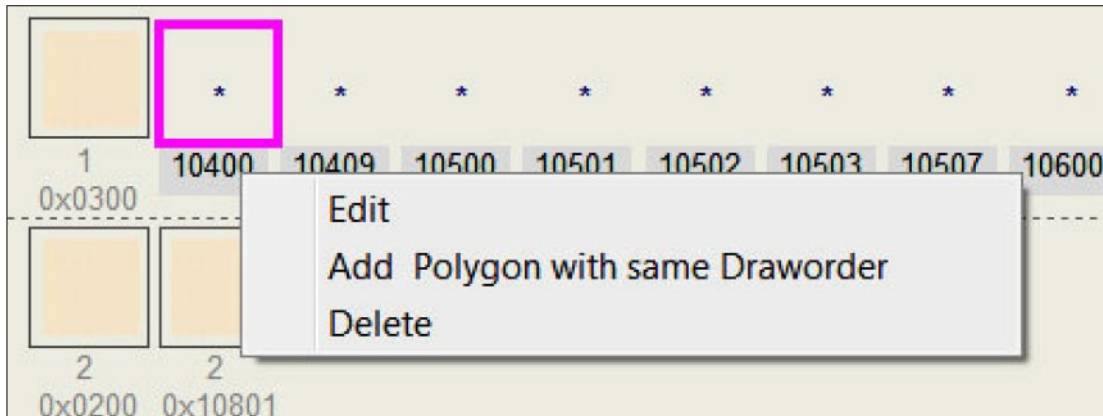 * * * * * * * *
1 10400 10409 10500 10501 10502 10503 10507 10600
0x0300
Edit
Add Polygon with same Draworder
Delete
2 2
0x0200 0x10801